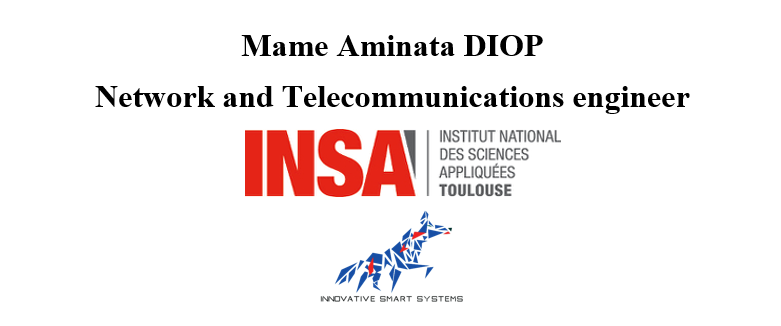 Mame Aminata DIOP
Network and Telecommunications engineer
INSA
INSTITUT NATIONAL
DES SCIENCES
APPLIQUÉES
TOULOUSE
INNOVATIVE SMART SYSTEMS